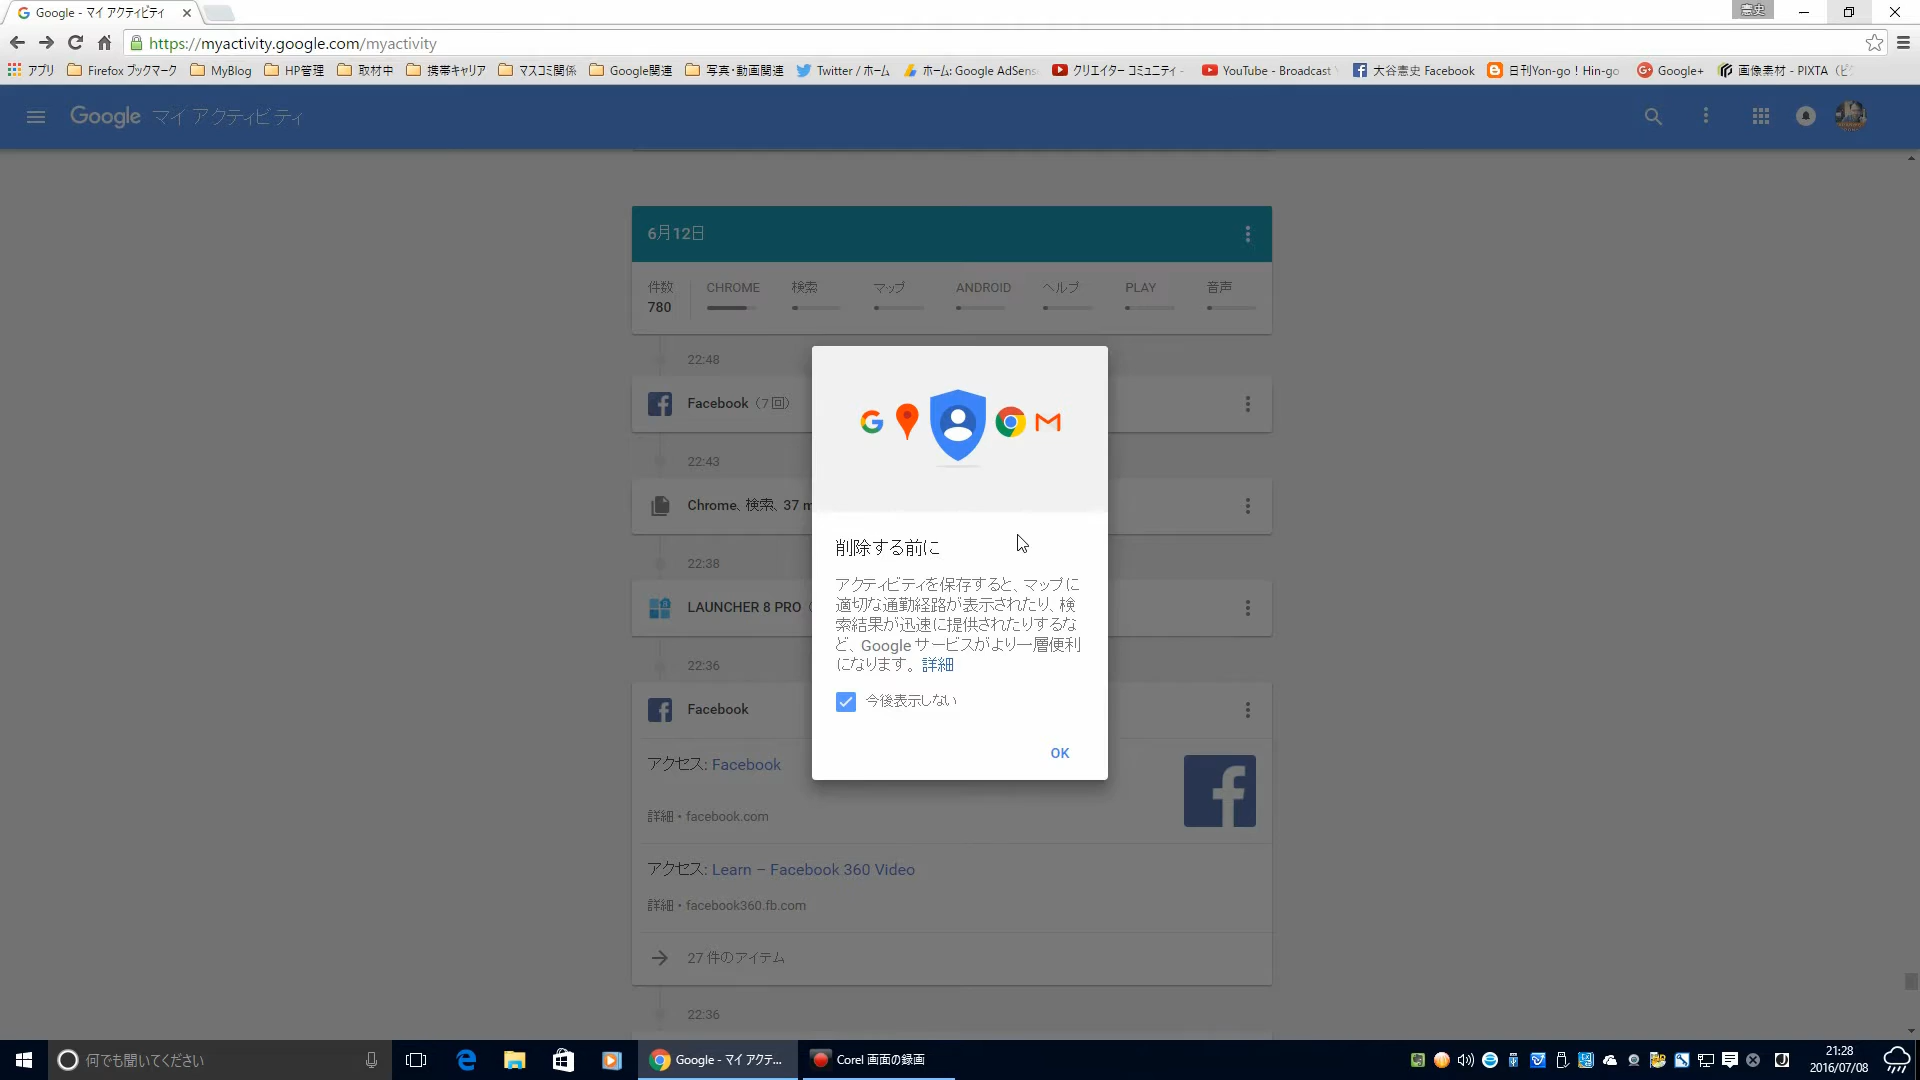 Google - マイ アクティビティ
憲史
https://myactivity.google.com/myactivity
アプリ Firefox ブックマーク MyBlog HP管理 取材中 携帯キャリア マスコミ関係 Google関連 写真・動画関連 Twitter / ホーム ホーム: Google AdSens クリエイター コミュニティ - YouTube - Broadcast 大谷憲史 Facebook 日刊Yon-go！Hin-go Google+ 画像素材 - PIXTA（ピ
Google マイ アクティビティ
6月12日
件数 CHROME 検索 マップ ANDROID ヘルプ PLAY 音声
780
22:48
Facebook（7回）
22:43
Chrome、検索、37 m
22:38
LAUNCHER 8 PRO
22:36
Facebook
アクセス: Facebook
詳細 • facebook.com
アクセス: Learn – Facebook 360 Video
詳細 • facebook360.fb.com
27 件のアイテム
22:36
削除する前に
アクティビティを保存すると、マップに
適切な通勤経路が表示されたり、検
索結果が迅速に提供されたりするな
ど、Google サービスがより一層便利
になります。 詳細
今後表示しない
OK
何でも聞いてください
Google - マイ アクテ...
Corel 画面の録画
21:28
2016/07/08